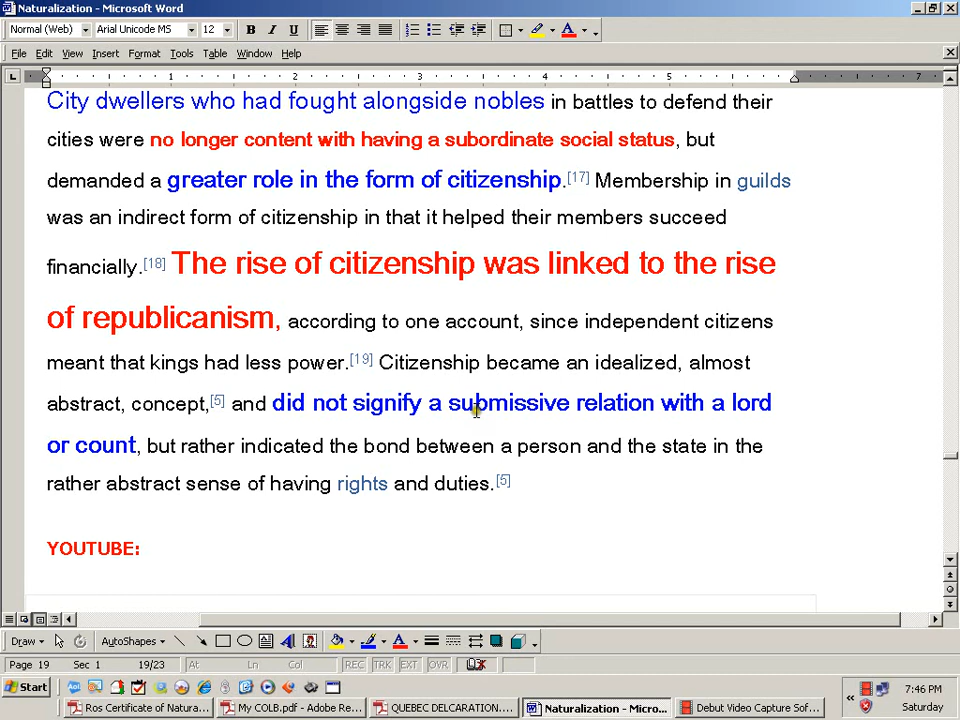 Naturalization - Microsoft Word
Normal (Web) Arial Unicode MS 12 B I U
File Edit View Insert Format Tools Table Window Help
1 2 3 4 5 6 7
City dwellers who had fought alongside nobles in battles to defend their
cities were no longer content with having a subordinate social status, but
demanded a greater role in the form of citizenship.[17] Membership in guilds
was an indirect form of citizenship in that it helped their members succeed
financially.[18] The rise of citizenship was linked to the rise
of republicanism, according to one account, since independent citizens
meant that kings had less power.[19] Citizenship became an idealized, almost
abstract, concept,[5] and did not signify a submissive relation with a lord
or count, but rather indicated the bond between a person and the state in the
rather abstract sense of having rights and duties.[5]
YOUTUBE:
Draw AutoShapes
Page 19 Sec 1 19/23 At Ln Col REC TRK EXT OVR
Start 7:46 PM
Ros Certificate of Natura... My COLB.pdf - Adobe Re... QUEBEC DELCARATION.... Naturalization - Micro... Debut Video Capture Sof... Saturday